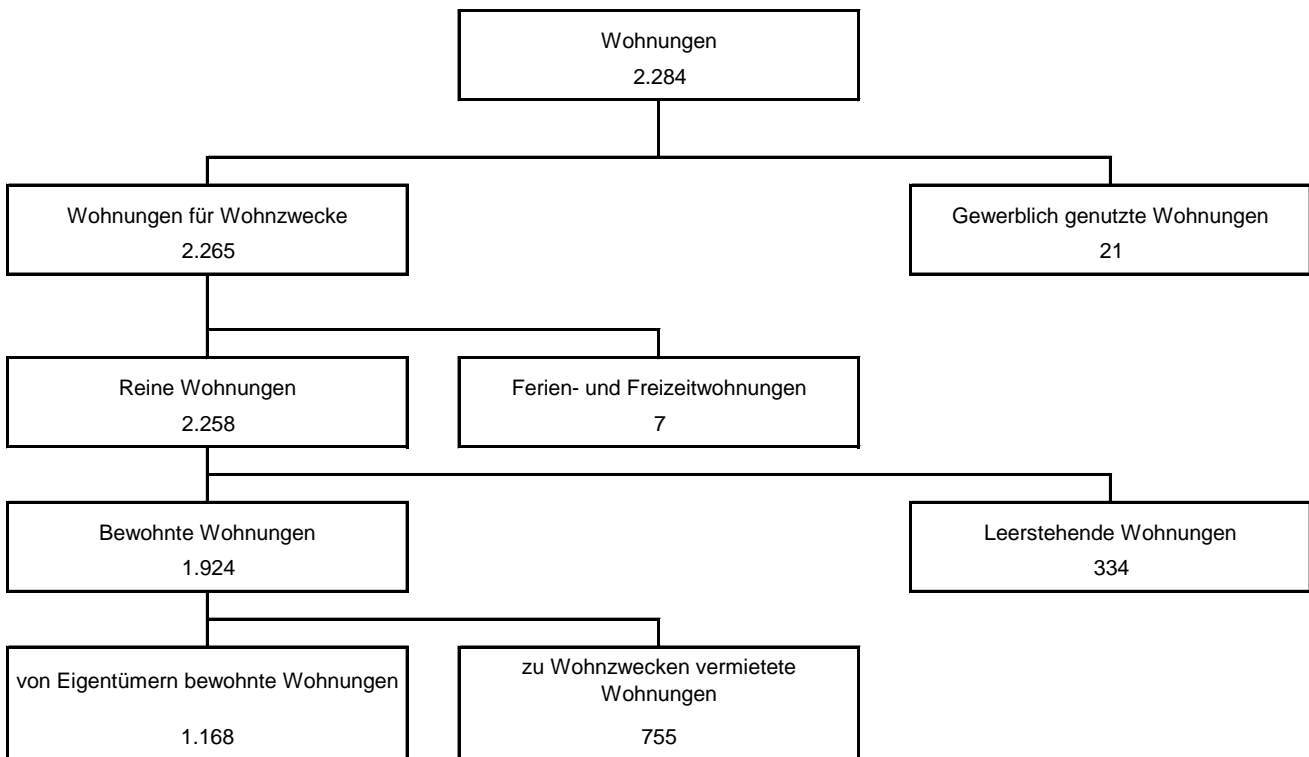 Wohnungen
2.284
Wohnungen für Wohnzwecke
2.265
Gewerblich genutzte Wohnungen
21
Reine Wohnungen
2.258
Ferien- und Freizeitwohnungen
7
Bewohnte Wohnungen
1.924
Leerstehende Wohnungen
334
von Eigentümern bewohnte Wohnungen
1.168
zu Wohnzwecken vermietete
Wohnungen
755